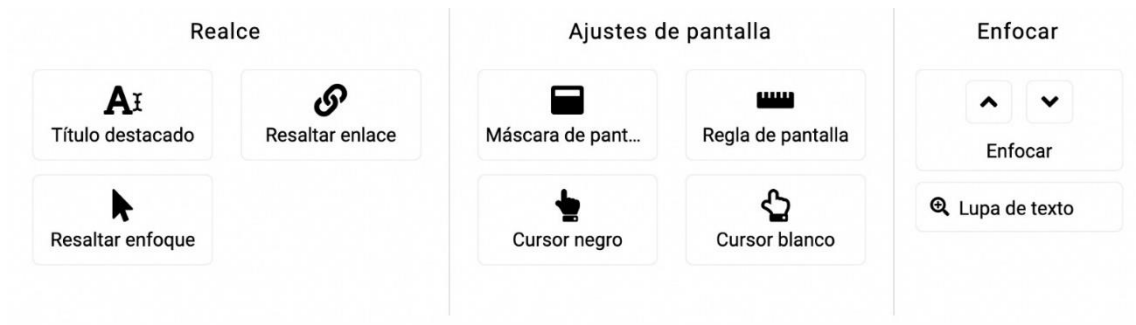 Realce
Título destacado
Resaltar enlace
Resaltar enfoque
Ajustes de pantalla
Máscara de pant...
Regla de pantalla
Cursor negro
Cursor blanco
Enfocar
Enfocar
Lupa de texto